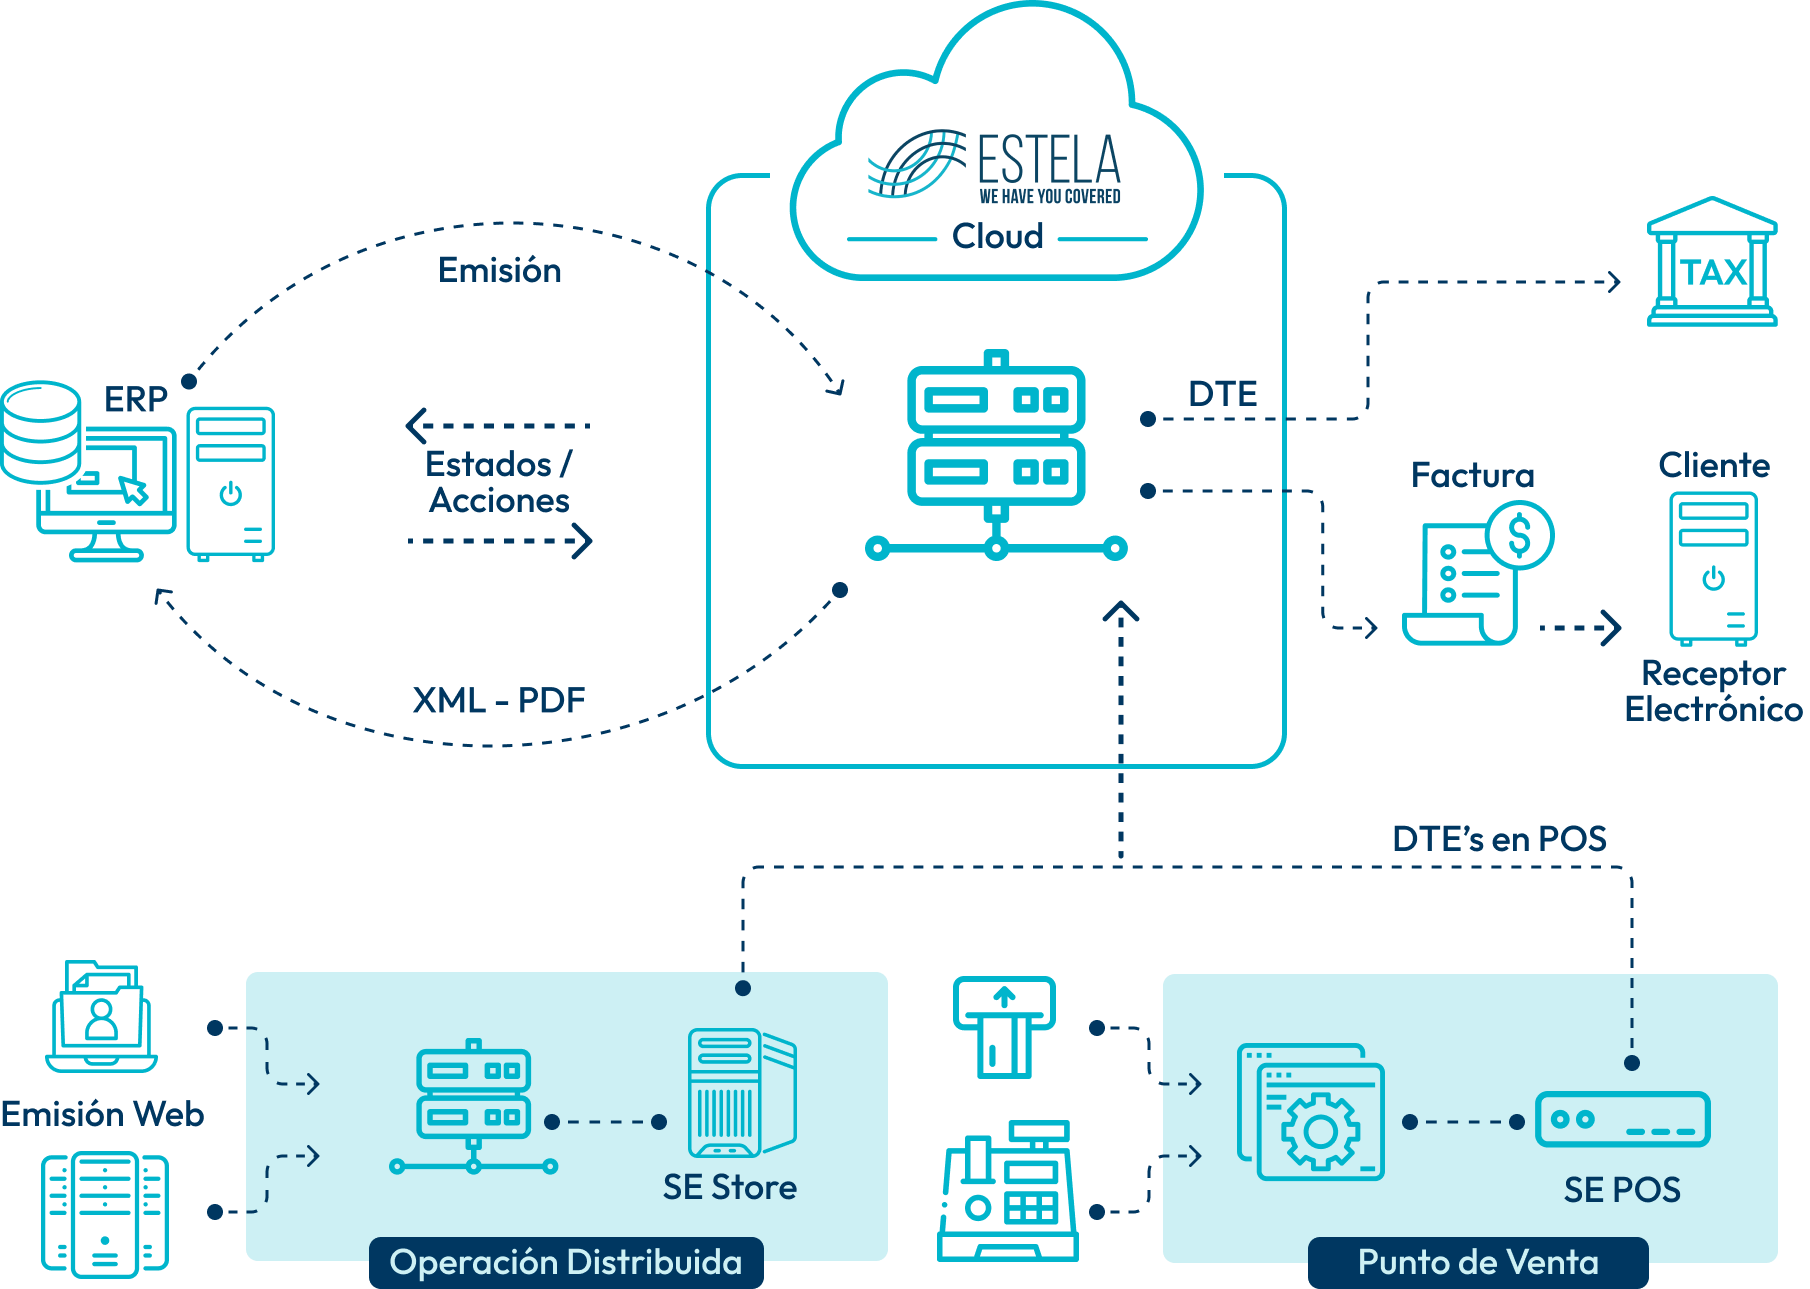 ESTELA
WE HAVE YOU COVERED
Cloud
Emisión
TAX
ERP
DTE
Estados /
Acciones
Factura
Cliente
Receptor
Electrónico
XML - PDF
DTE’s en POS
Emisión Web
SE Store
SE POS
Operación Distribuida
Punto de Venta